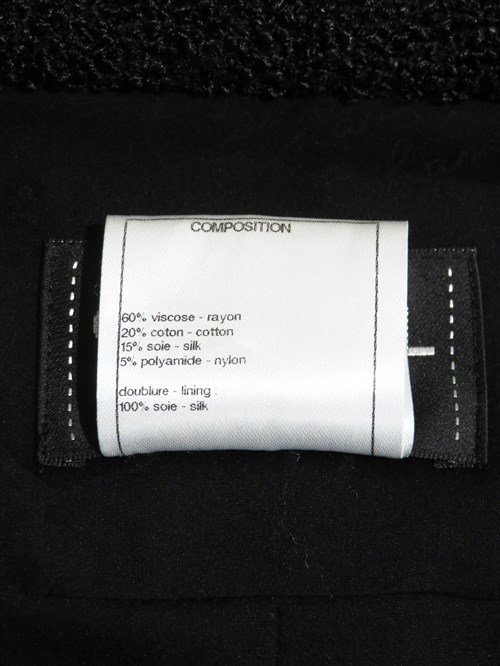 COMPOSITION
60% viscose - rayon
20% coton - cotton
15% soie - silk
5% polyamide - nylon
doublure - lining :
100% soie - silk